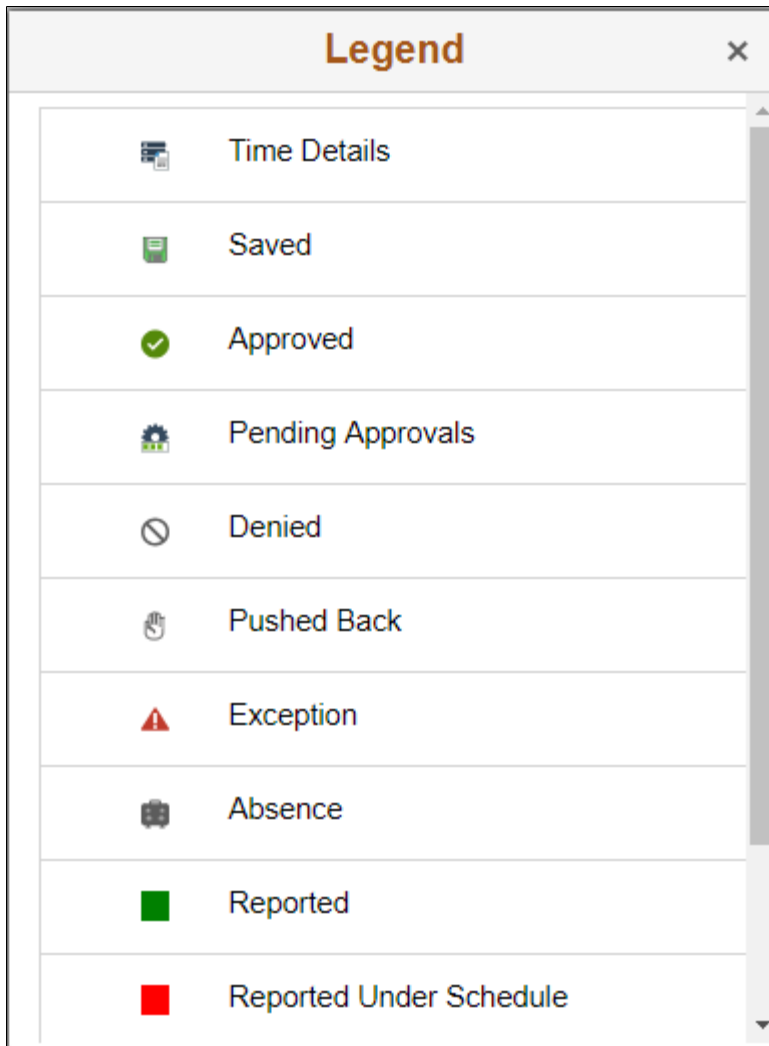 Legend
Time Details
Saved
Approved
Pending Approvals
Denied
Pushed Back
Exception
Absence
Reported
Reported Under Schedule